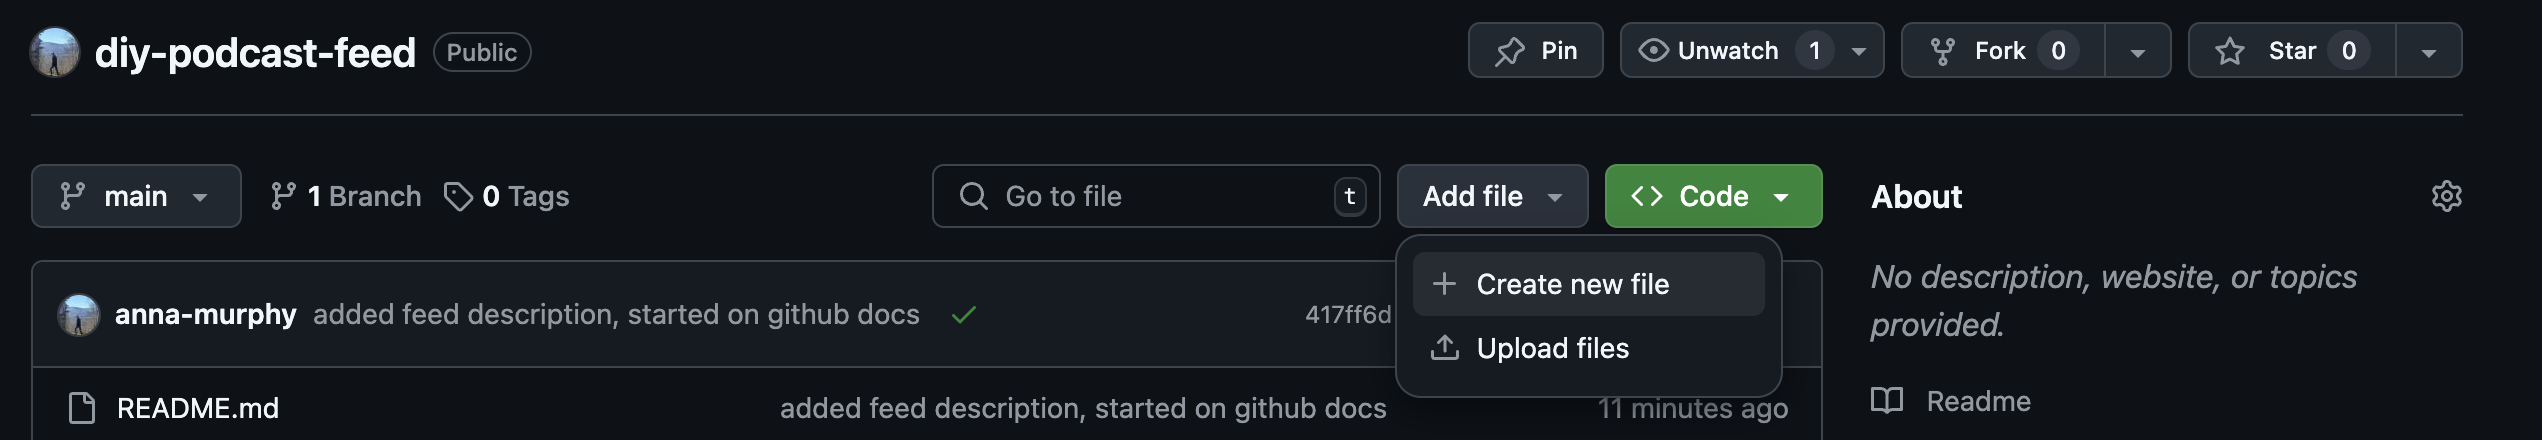 diy-podcast-feed Public Pin Unwatch 1 Fork 0 Star 0
main 1 Branch 0 Tags Go to file t Add file Code About
Create new file
Upload files
No description, website, or topics
provided.
anna-murphy added feed description, started on github docs 417ff6d
README.md added feed description, started on github docs 11 minutes ago
Readme